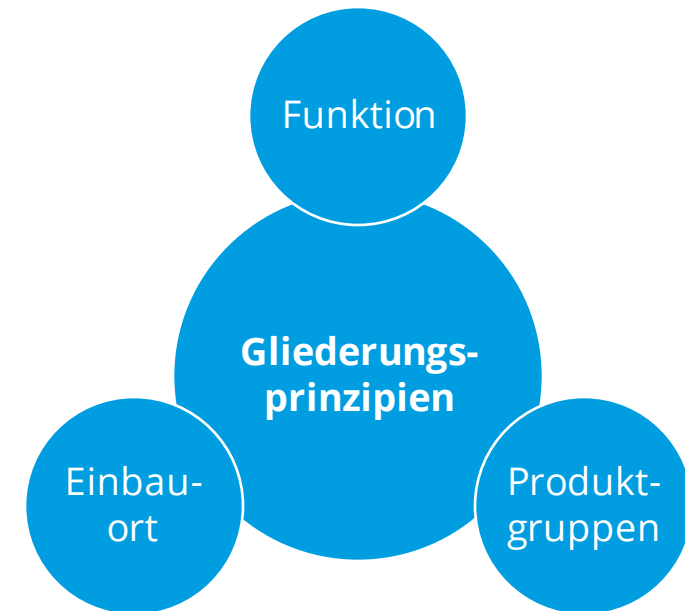 Funktion
Gliederungs-
prinzipien
Einbau-
ort
Produkt-
gruppen